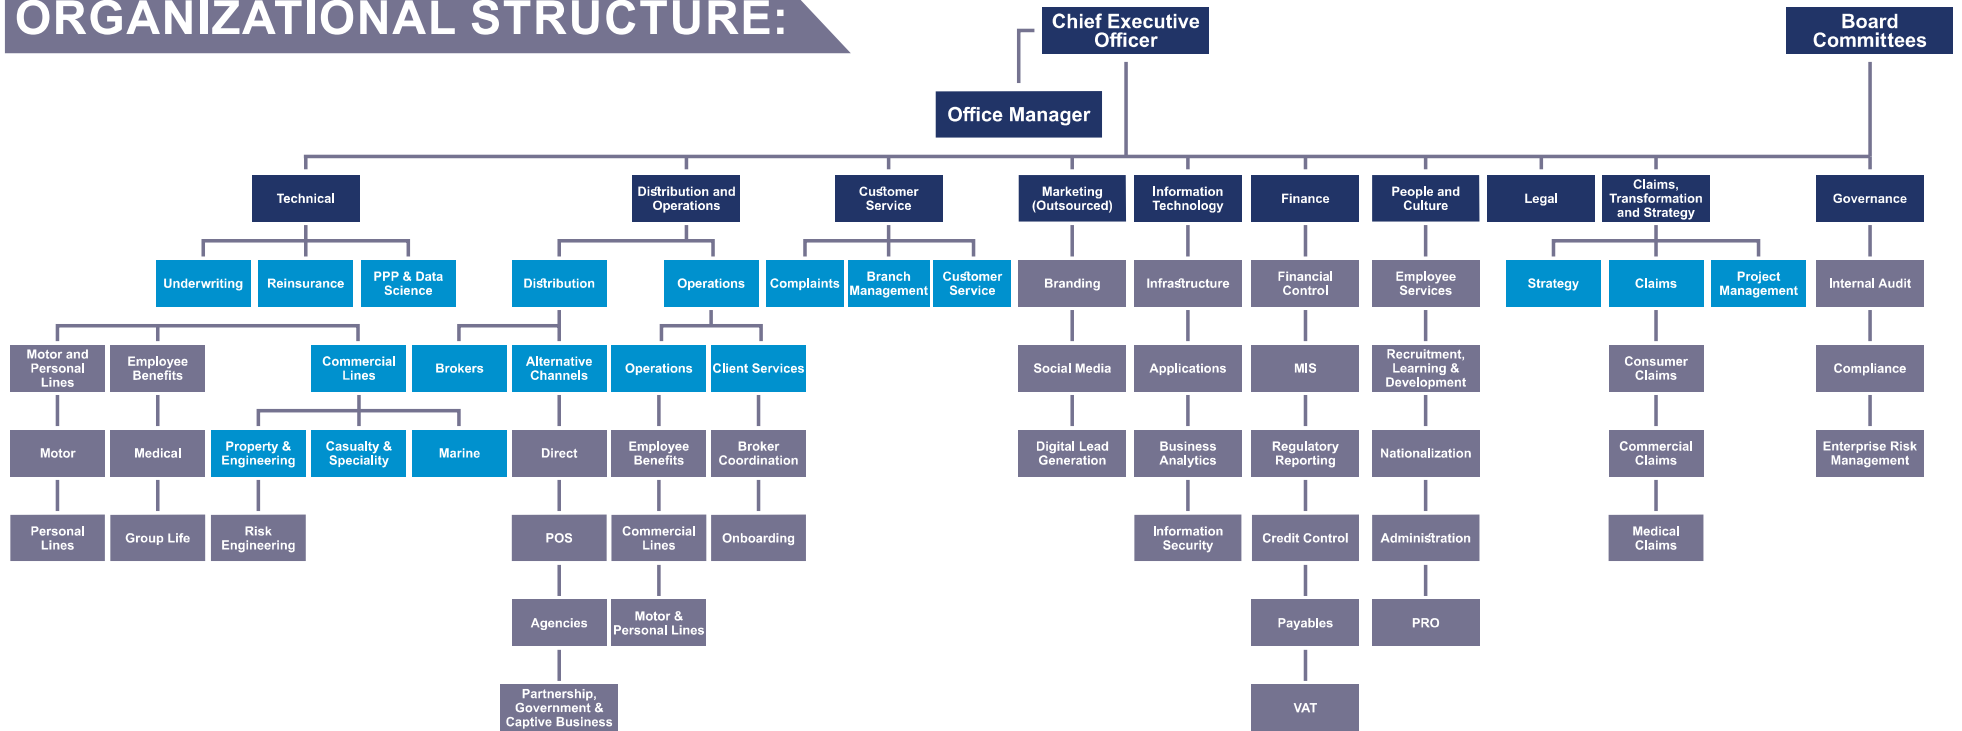 ORGANIZATIONAL STRUCTURE:
Chief Executive
Officer
Board
Committees
Office Manager
Technical
Distribution and
Operations
Customer
Service
Marketing
(Outsourced)
Information
Technology
Finance
People and
Culture
Legal
Claims,
Transformation
and Strategy
Governance
Underwriting
Reinsurance
PPP & Data
Science
Distribution
Operations
Complaints
Branch
Management
Customer
Service
Branding
Infrastructure
Financial
Control
Employee
Services
Strategy
Claims
Project
Management
Internal Audit
Motor and
Personal
Lines
Employee
Benefits
Commercial
Lines
Brokers
Alternative
Channels
Operations
Client Services
Social Media
Applications
MIS
Recruitment,
Learning &
Development
Consumer
Claims
Compliance
Motor
Medical
Property &
Engineering
Casualty &
Speciality
Marine
Direct
Employee
Benefits
Broker
Coordination
Digital Lead
Generation
Business
Analytics
Regulatory
Reporting
Nationalization
Commercial
Claims
Enterprise Risk
Management
Personal
Lines
Group Life
Risk
Engineering
POS
Commercial
Lines
Onboarding
Information
Security
Credit Control
Administration
Medical
Claims
Agencies
Motor &
Personal Lines
Payables
PRO
Partnership,
Government &
Captive Business
VAT